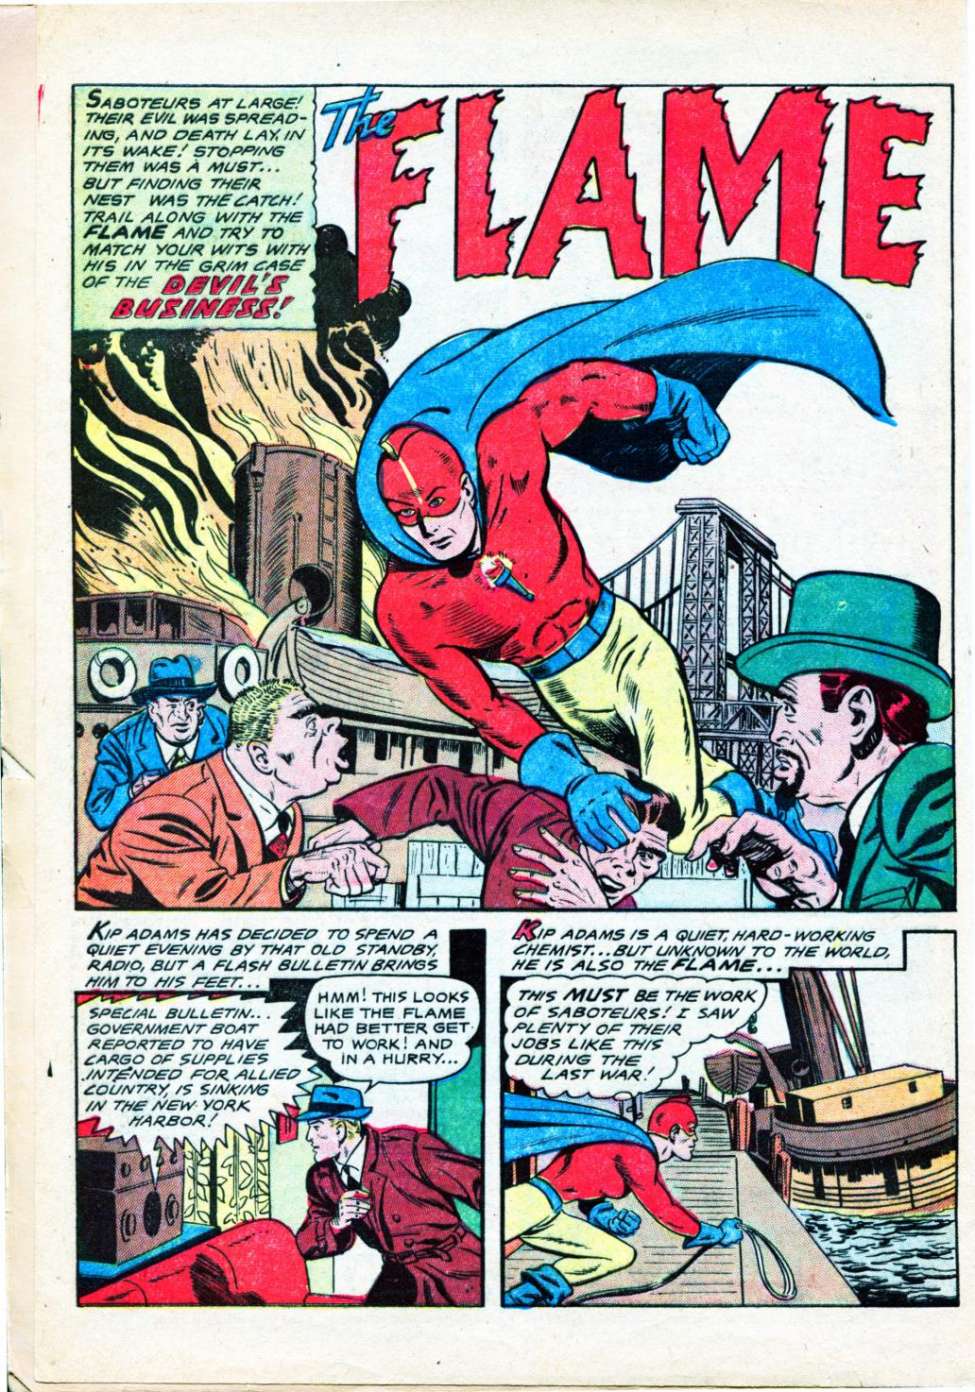 SABOTEURS AT LARGE!
THEIR EVIL WAS SPREAD-
ING, AND DEATH LAY IN
ITS WAKE! STOPPING
THEM WAS A MUST...
BUT FINDING THEIR
NEST WAS THE CATCH!
TRAIL ALONG WITH THE
FLAME AND TRY TO
MATCH YOUR WITS WITH
HIS IN THE GRIM CASE
OF THE DEVIL'S
BUSINESS!
The
FLAME
KIP ADAMS HAS DECIDED TO SPEND A
QUIET EVENING BY THAT OLD STANDBY,
RADIO, BUT A FLASH BULLETIN BRINGS
HIM TO HIS FEET...
SPECIAL BULLETIN...
GOVERNMENT BOAT
REPORTED TO HAVE
CARGO OF SUPPLIES
INTENDED FOR ALLIED
COUNTRY, IS SINKING
IN THE NEW YORK
HARBOR!
HMM! THIS LOOKS
LIKE THE FLAME
HAD BETTER GET
TO WORK! AND
IN A HURRY...
KIP ADAMS IS A QUIET, HARD-WORKING
CHEMIST...BUT UNKNOWN TO THE WORLD,
HE IS ALSO THE FLAME...
THIS MUST BE THE WORK
OF SABOTEURS! I SAW
PLENTY OF THEIR
JOBS LIKE THIS
DURING THE
LAST WAR!